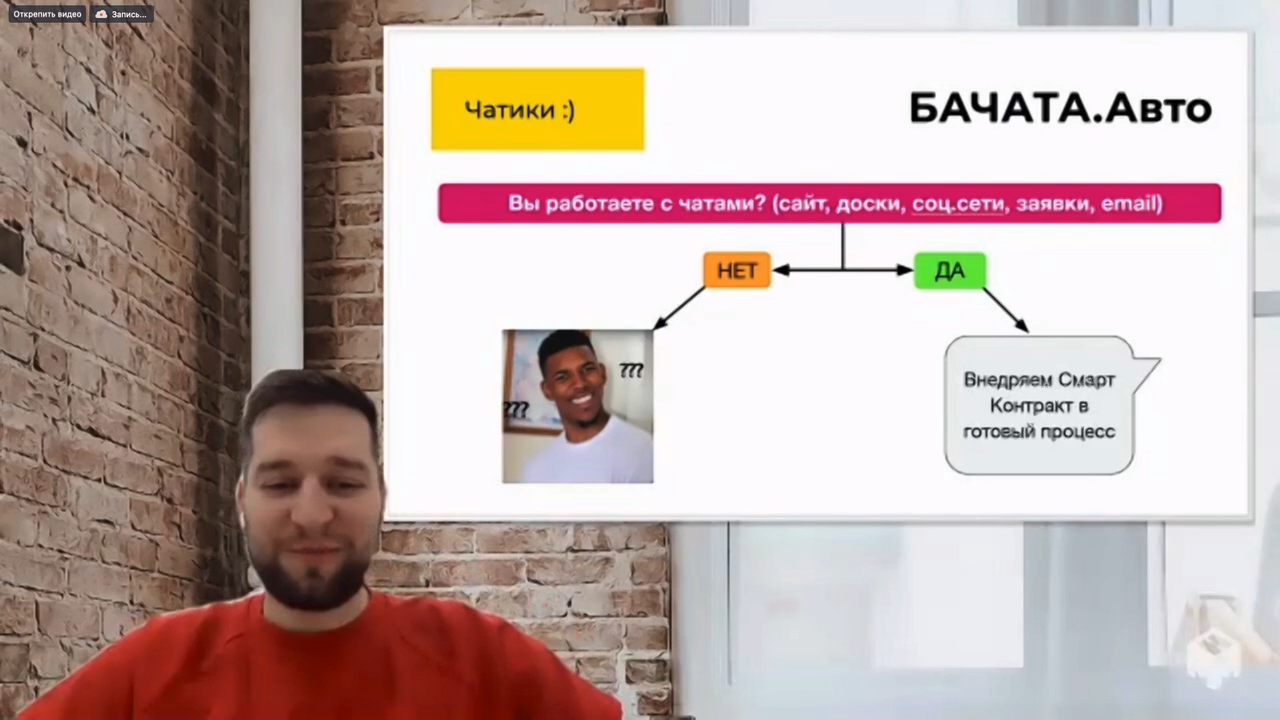 Открепить видео
Запись...
Чатики :)
БАЧАТА.Авто
Вы работаете с чатами? (сайт, доски, соц.сети, заявки, email)
НЕТ
ДА
???
???
Внедряем Смарт
Контракт в
готовый процесс